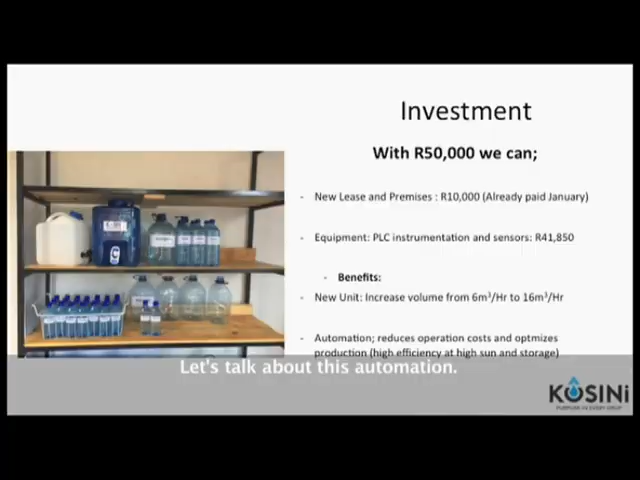 Investment
With R50,000 we can;
- New Lease and Premises : R10,000 (Already paid January)
- Equipment: PLC instrumentation and sensors: R41,850
- Benefits:
- New Unit: Increase volume from 6m³/Hr to 16m³/Hr
- Automation; reduces operation costs and optmizes
production (high efficiency at high sun and storage)
Let's talk about this automation.
KOSINi